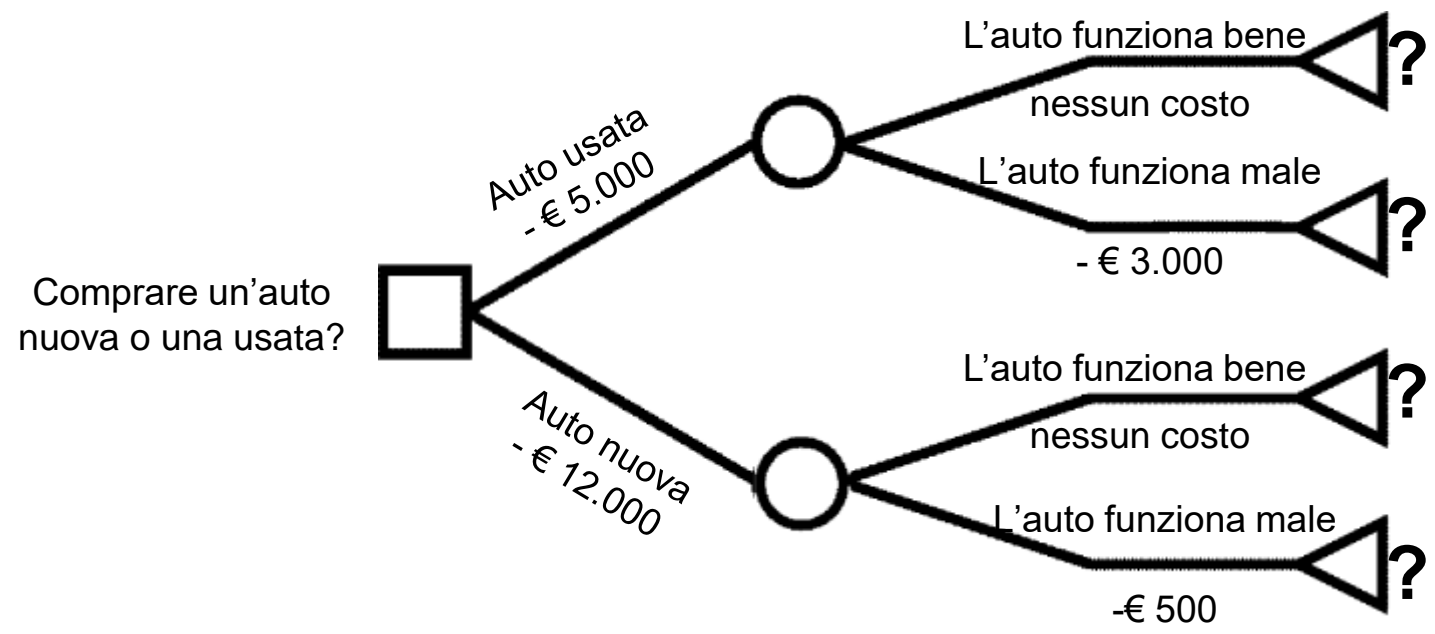 L'auto funziona bene
?
nessun costo
Auto usata
- € 5.000
L'auto funziona male
?
- € 3.000
Comprare un'auto
nuova o una usata?
L'auto funziona bene
?
nessun costo
Auto nuova
- € 12.000
L'auto funziona male
?
-€ 500